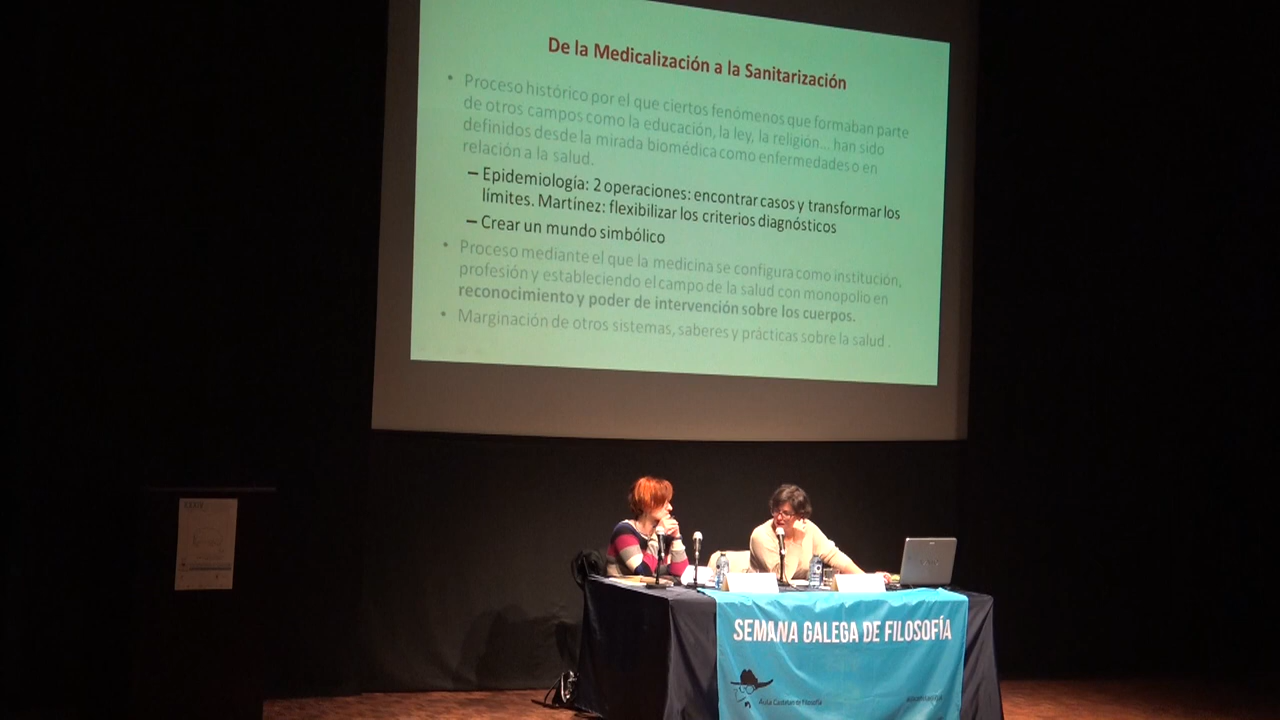 De la Medicalización a la Sanitarización
• Proceso histórico por el que ciertos fenómenos que formaban parte
de otros campos como la educación, la ley, la religión... han sido
definidos desde la mirada biomédica como enfermedades o en
relación a la salud.
– Epidemiología: 2 operaciones: encontrar casos y transformar los
límites. Martínez: flexibilizar los criterios diagnósticos
– Crear un mundo simbólico
• Proceso mediante el que la medicina se configura como institución,
profesión y estableciendo el campo de la salud con monopolio en
reconocimiento y poder de intervención sobre los cuerpos.
• Marginación de otros sistemas, saberes y prácticas sobre la salud .
SEMANA GALEGA DE FILOSOFÍA
Aula Castelao de Filosofía